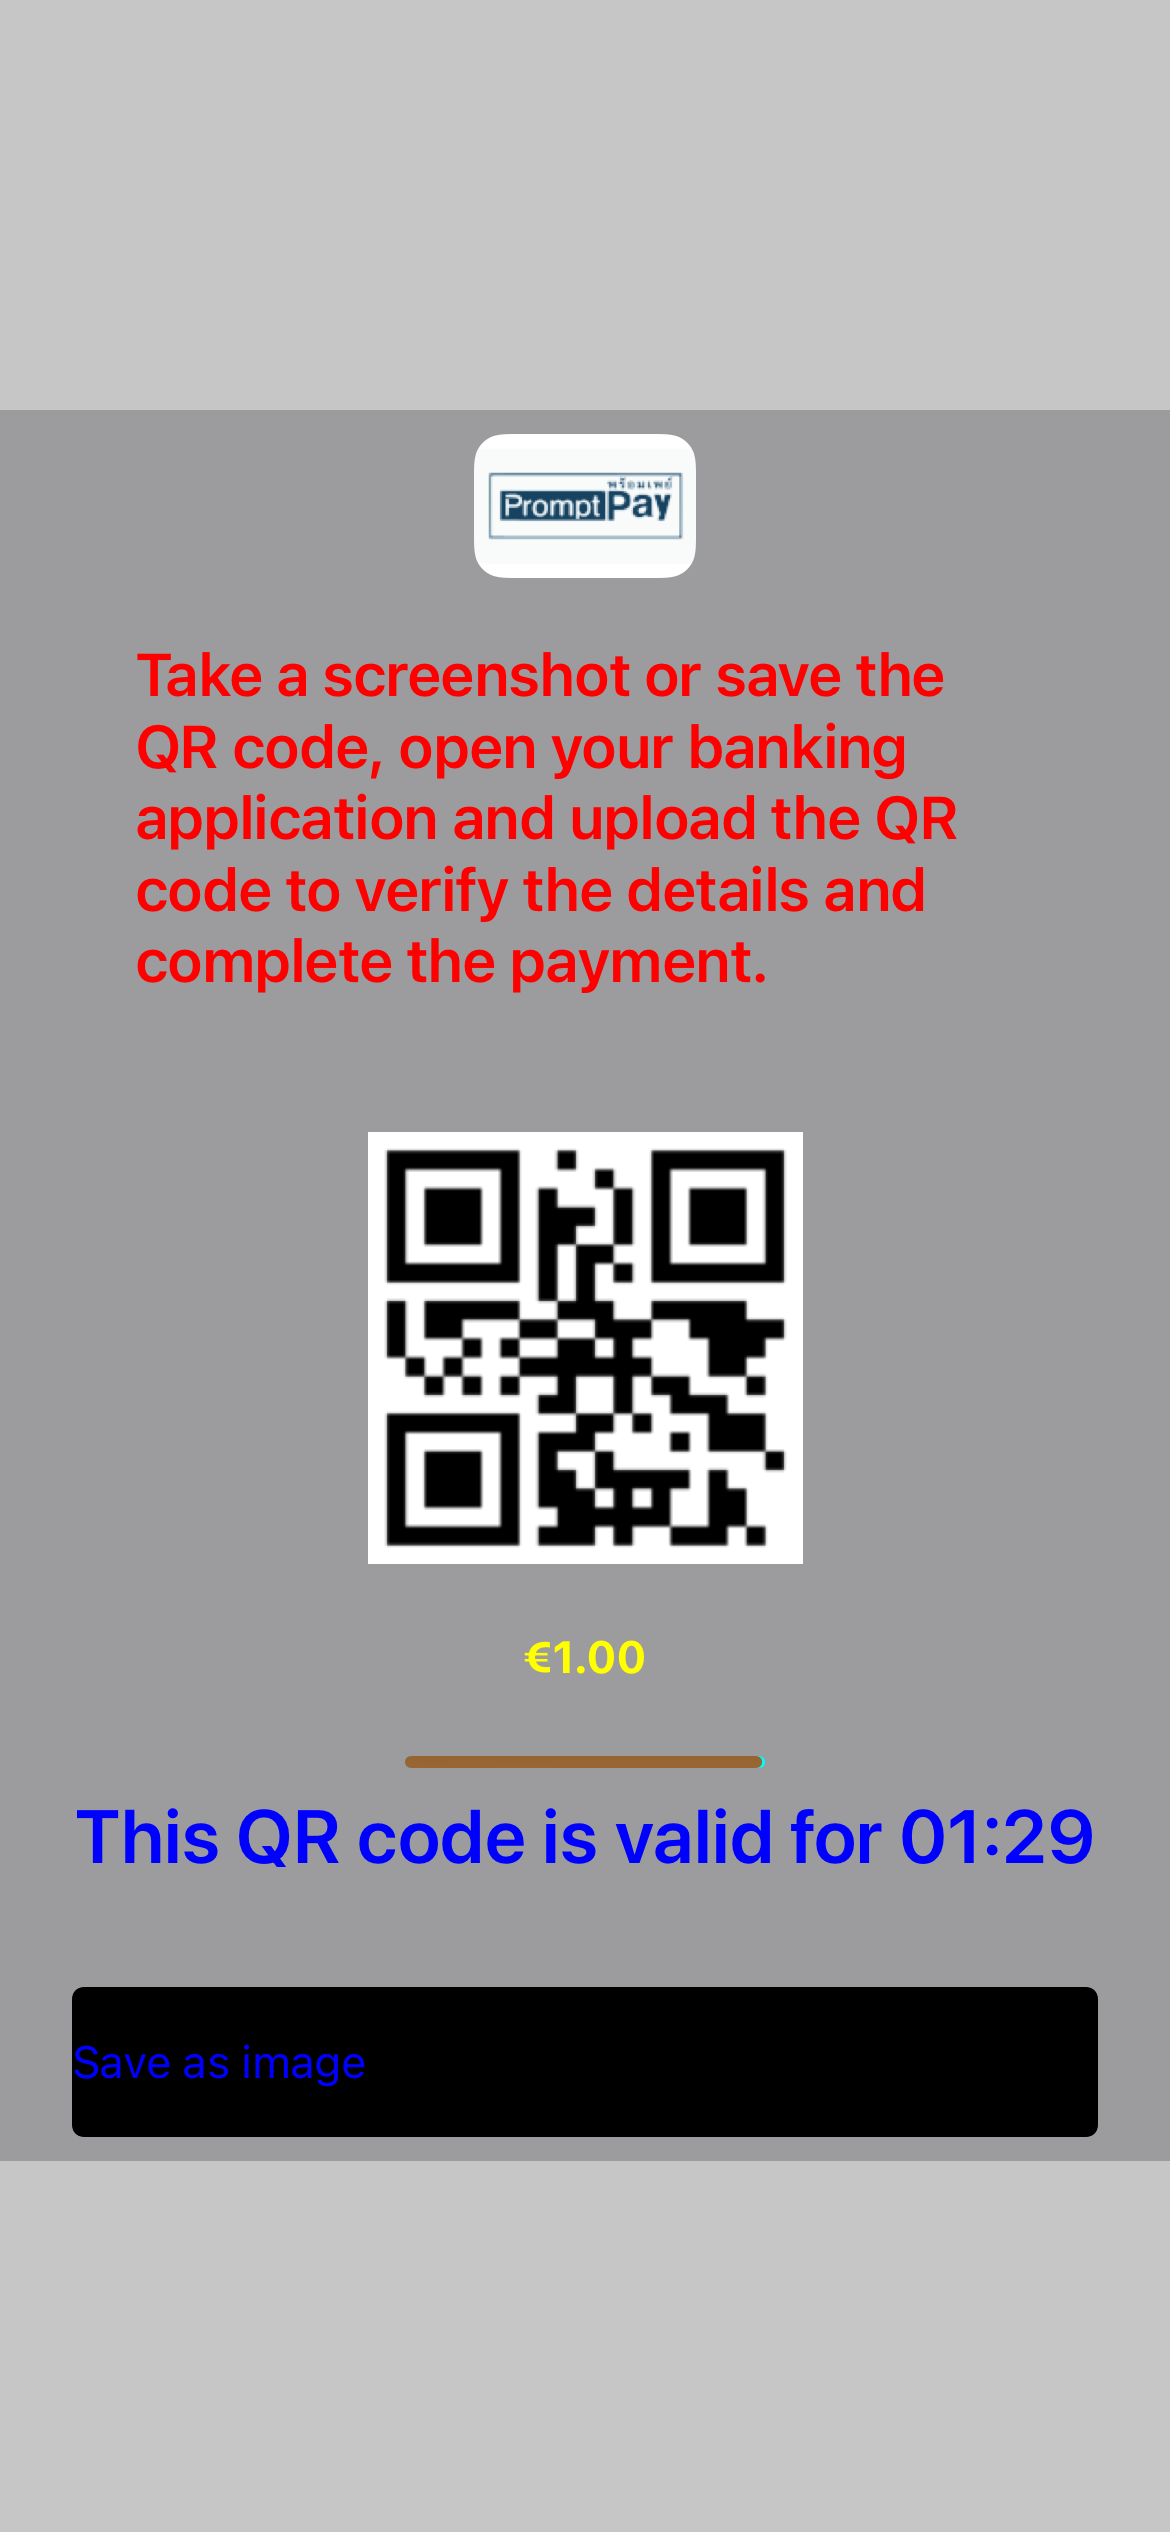 พร้อมเพย์
PromptPay
Take a screenshot or save the
QR code, open your banking
application and upload the QR
code to verify the details and
complete the payment.
€1.00
This QR code is valid for 01:29
Save as image